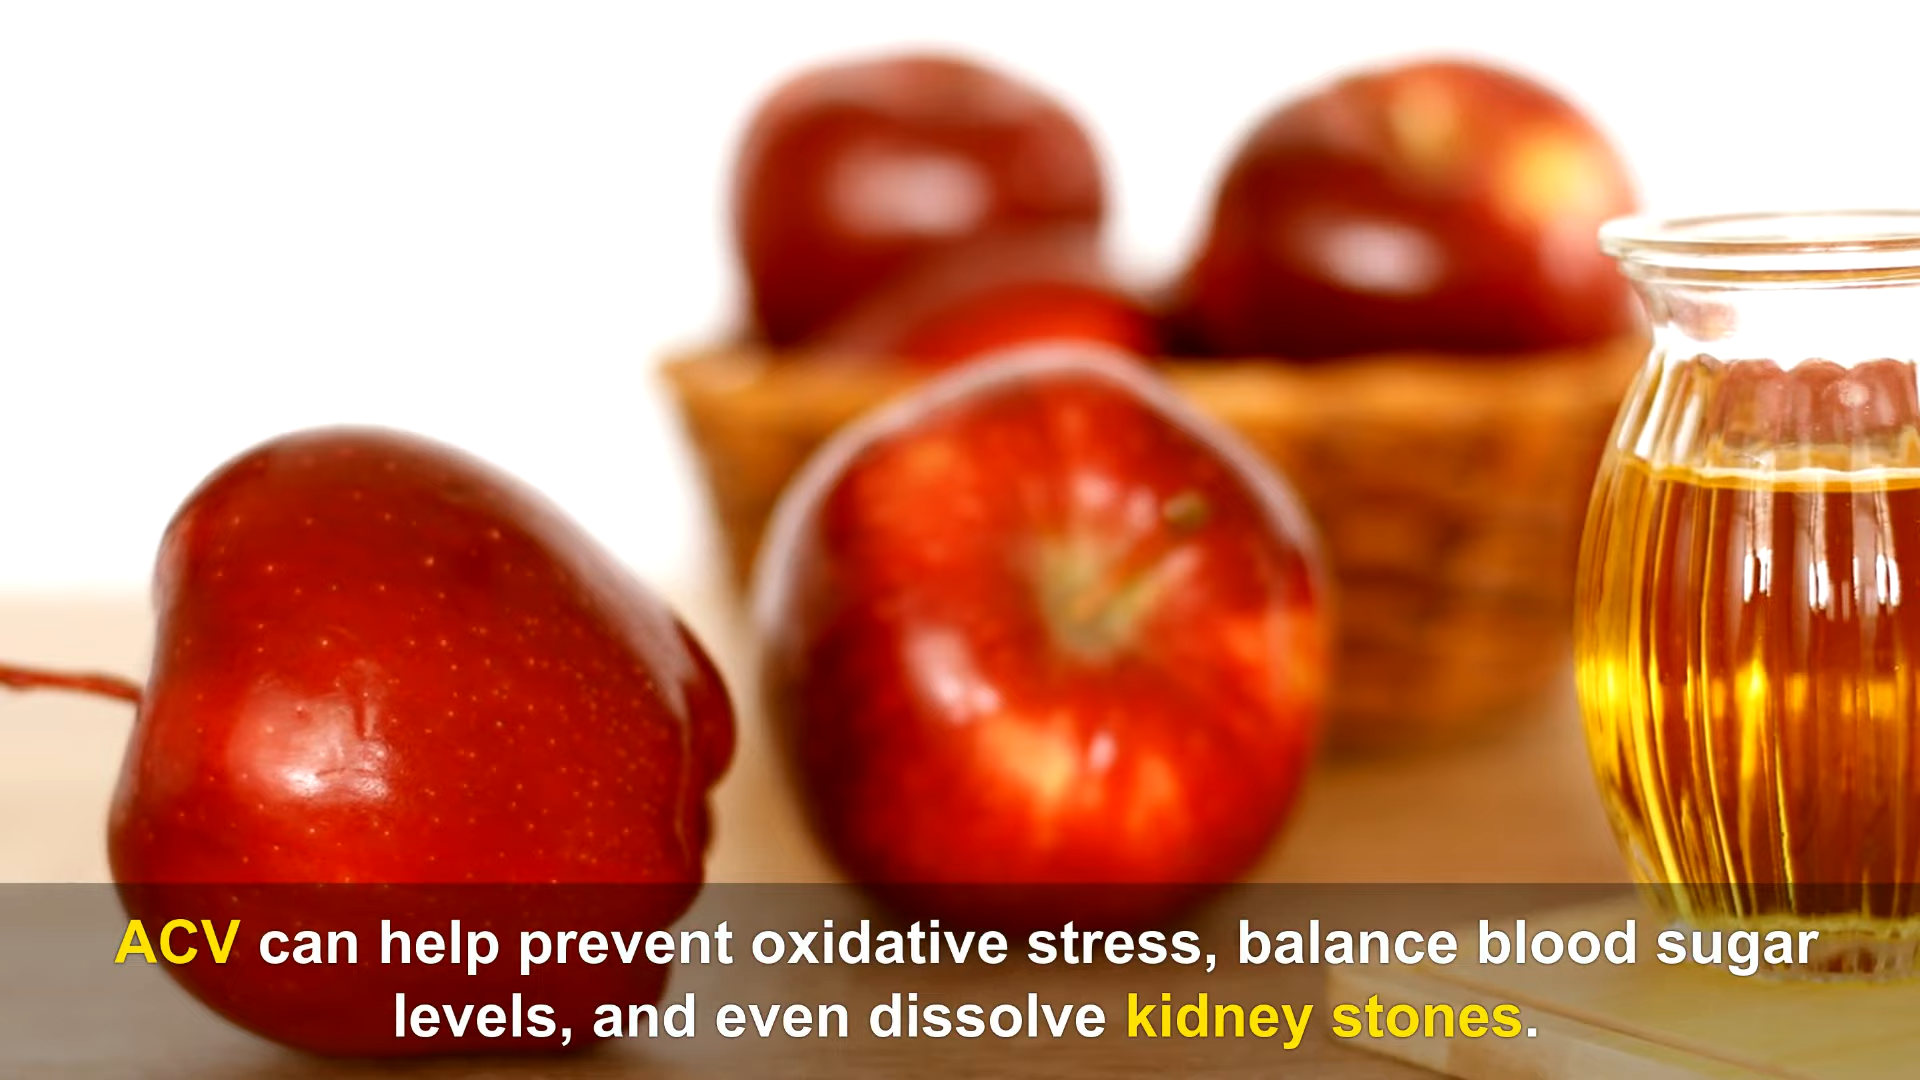 ACV can help prevent oxidative stress, balance blood sugar
levels, and even dissolve kidney stones.